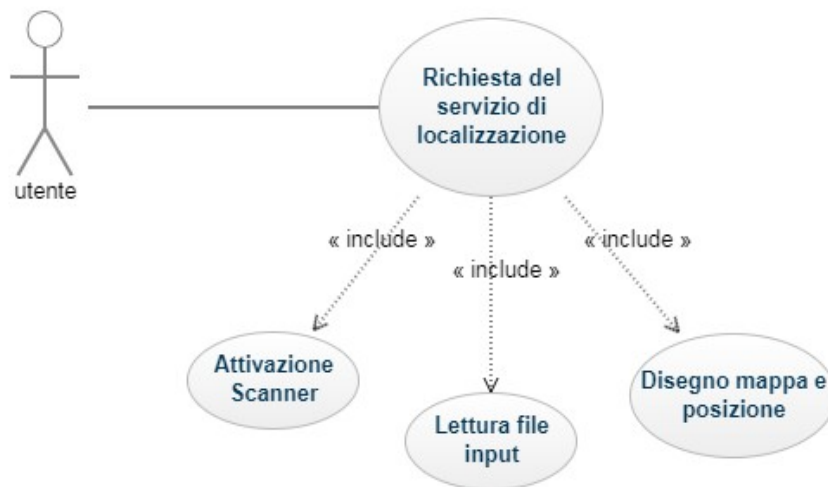 Richiesta del
servizio di
localizzazione
utente
« include »
« include »
« include »
Attivazione
Scanner
Lettura file
input
Disegno mappa e
posizione